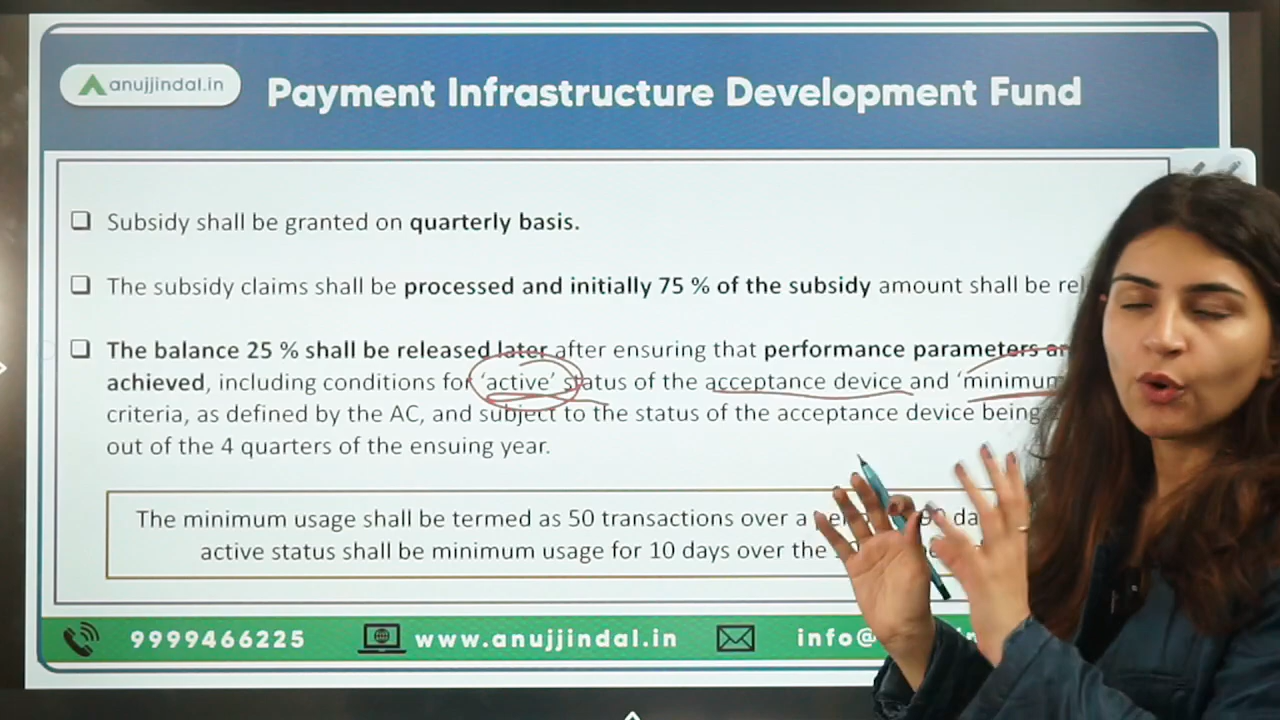 anujjindal.in
Payment Infrastructure Development Fund
Subsidy shall be granted on quarterly basis.
The subsidy claims shall be processed and initially 75 % of the subsidy amount shall be
The balance 25 % shall be released later after ensuring that performance parameters
achieved, including conditions for ‘active’ status of the acceptance device and ‘minimum
criteria, as defined by the AC, and subject to the status of the acceptance device being
out of the 4 quarters of the ensuing year.
The minimum usage shall be termed as 50 transactions over a
active status shall be minimum usage for 10 days over the
9999466225
www.anujjindal.in
info@